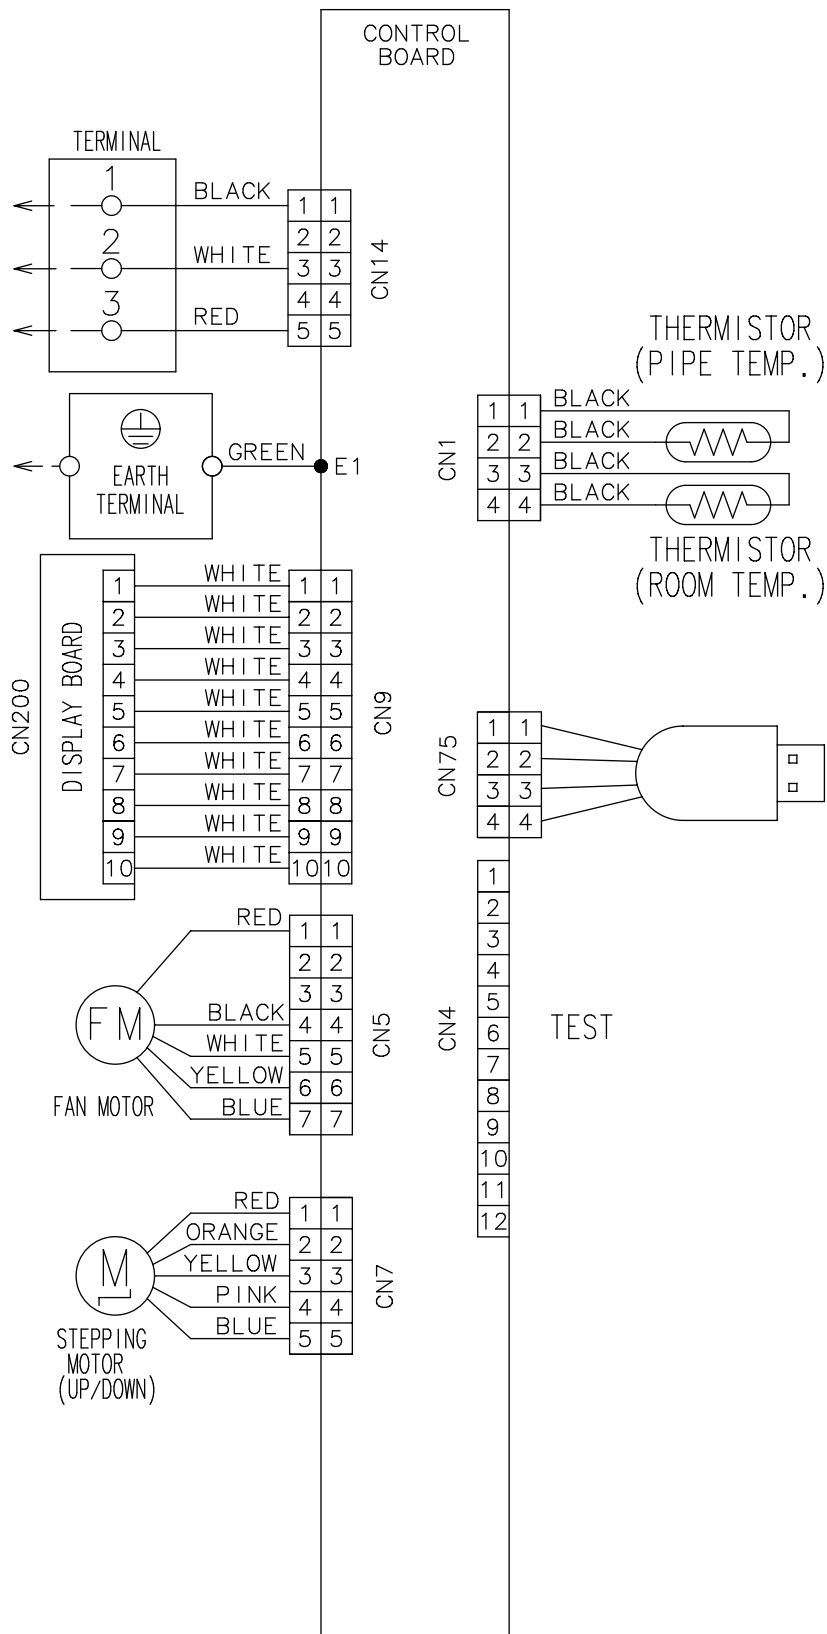 CONTROL
BOARD
TERMINAL
1
BLACK
1 1
2 2
2
WHITE
3 3
4 4
3
RED
5 5
CN14
EARTH
TERMINAL
GREEN
E1
THERMISTOR
(PIPE TEMP.)
CN1
1 1
BLACK
2 2
BLACK
3 3
BLACK
4 4
BLACK
THERMISTOR
(ROOM TEMP.)
CN200
DISPLAY BOARD
1 WHITE 1 1
2 WHITE 2 2
3 WHITE 3 3
4 WHITE 4 4
5 WHITE 5 5
6 WHITE 6 6
7 WHITE 7 7
8 WHITE 8 8
9 WHITE 9 9
10 WHITE 10 10
CN9
CN75
1 1
2 2
3 3
4 4
FM
FAN MOTOR
RED 1 1
2 2
3 3
BLACK 4 4
WHITE 5 5
YELLOW 6 6
BLUE 7 7
CN5
CN4
1
2
3
4
5
6
7
8
9
10
11
12
TEST
M
STEPPING
MOTOR
(UP/DOWN)
RED 1 1
ORANGE 2 2
YELLOW 3 3
PINK 4 4
BLUE 5 5
CN7